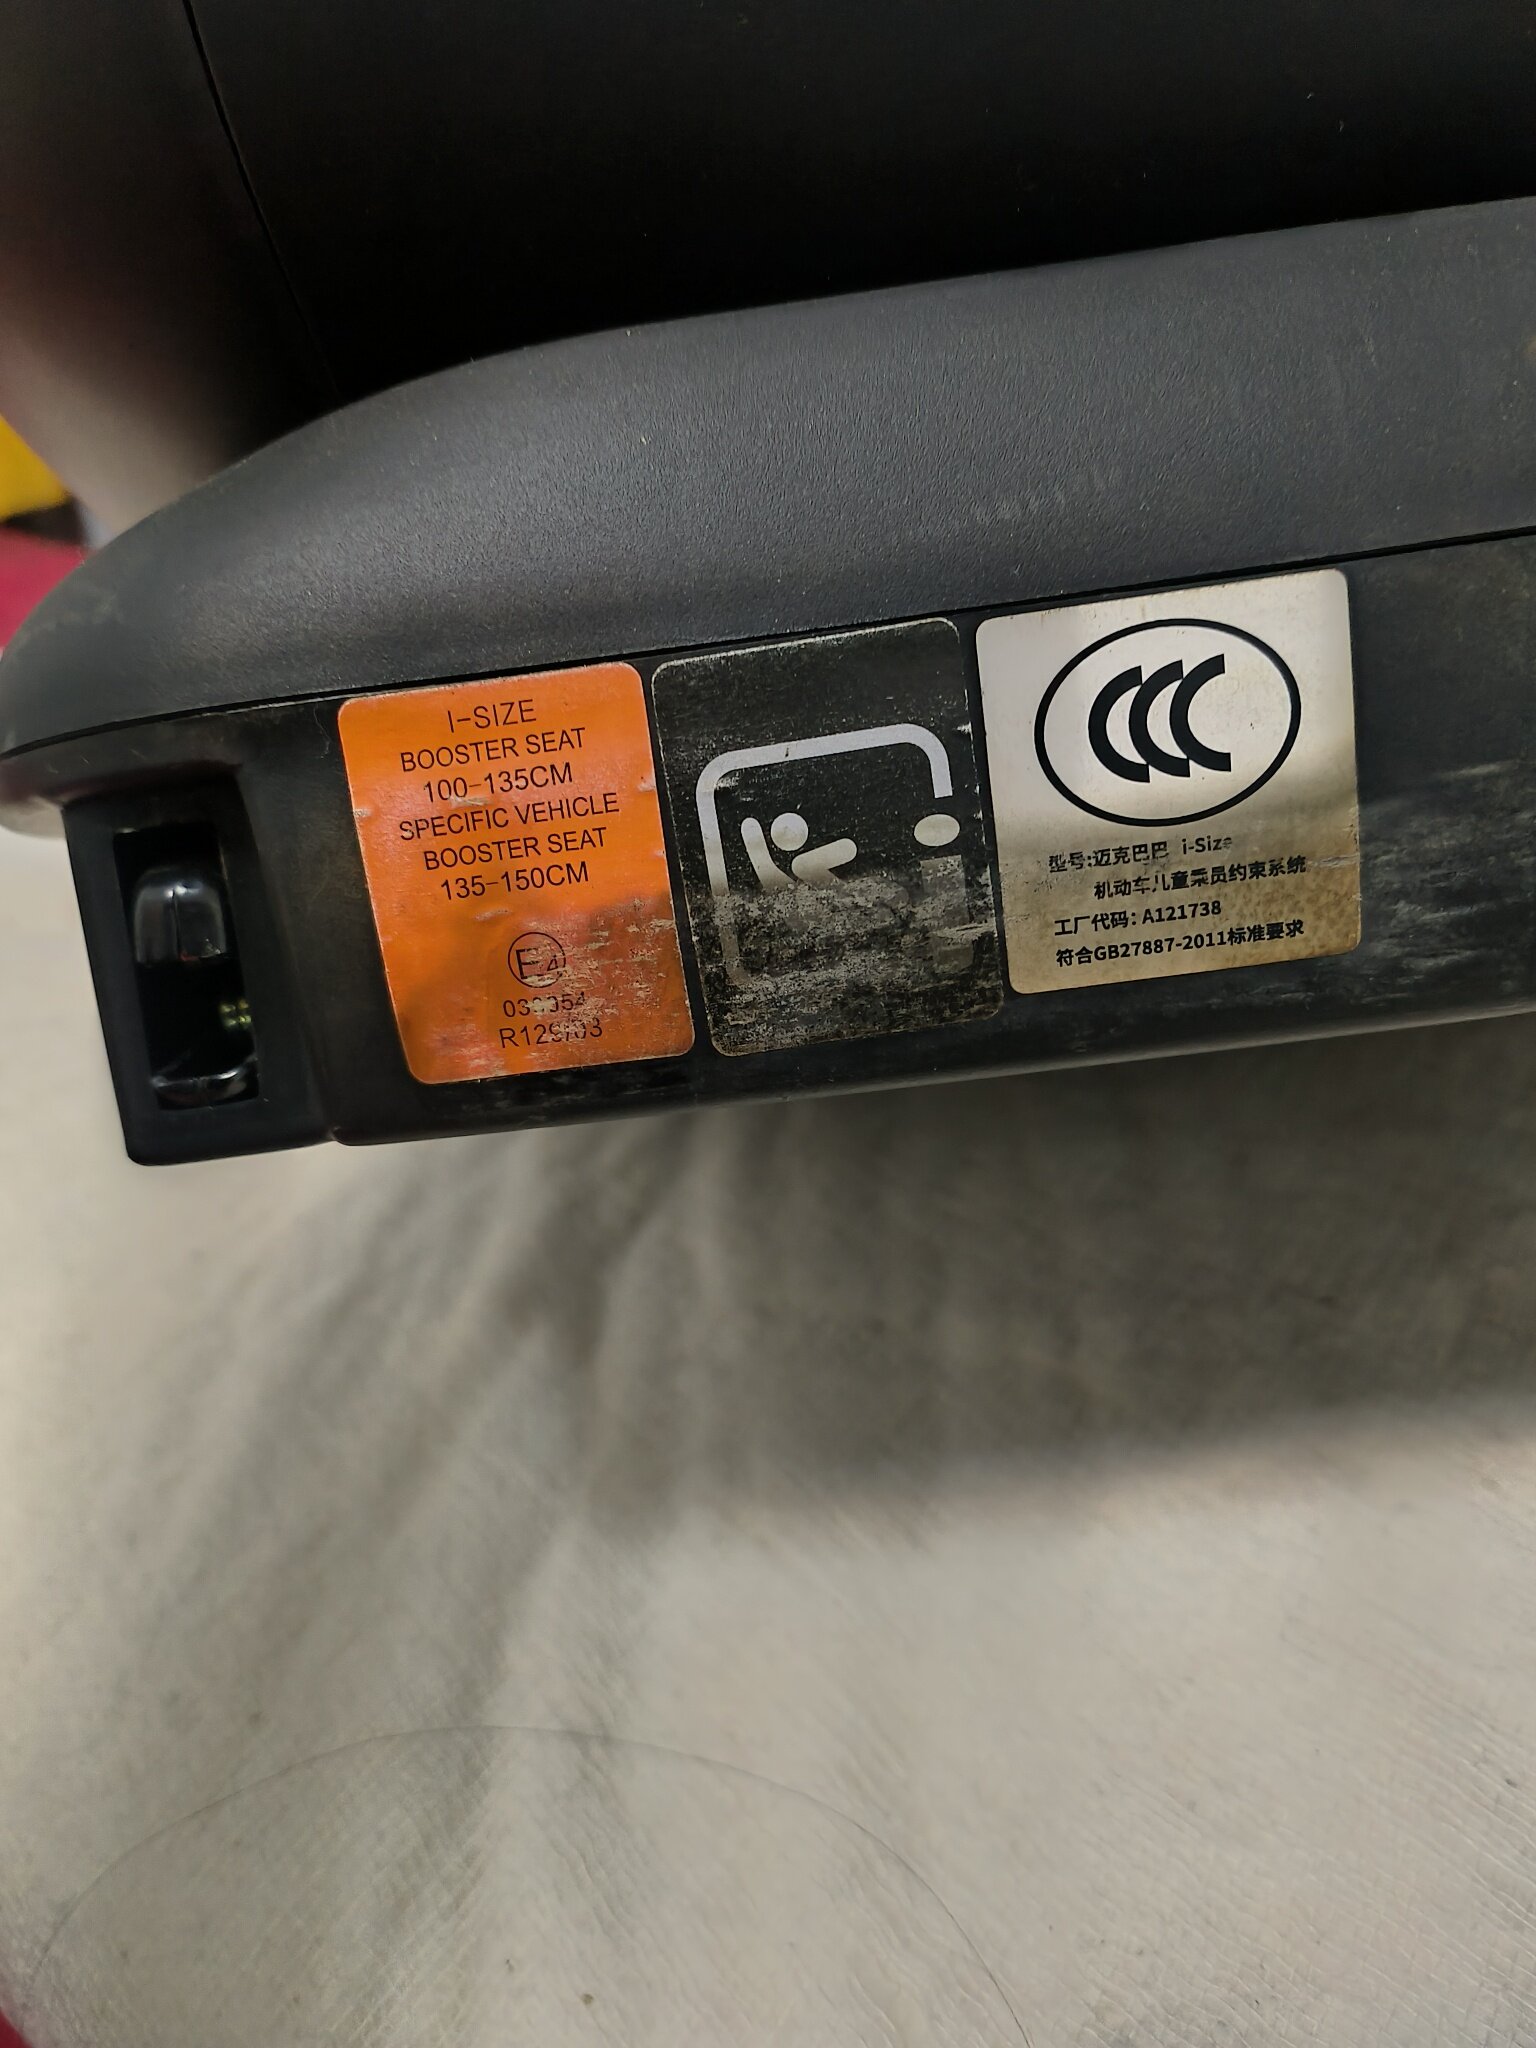 I-SIZE
BOOSTER SEAT
100-135CM
SPECIFIC VEHICLE
BOOSTER SEAT
135-150CM
E4
R129/03
CCC
型号:迈克巴巴 i-Size
机动车儿童乘员约束系统
工厂代码: A121738
符合GB27887-2011标准要求